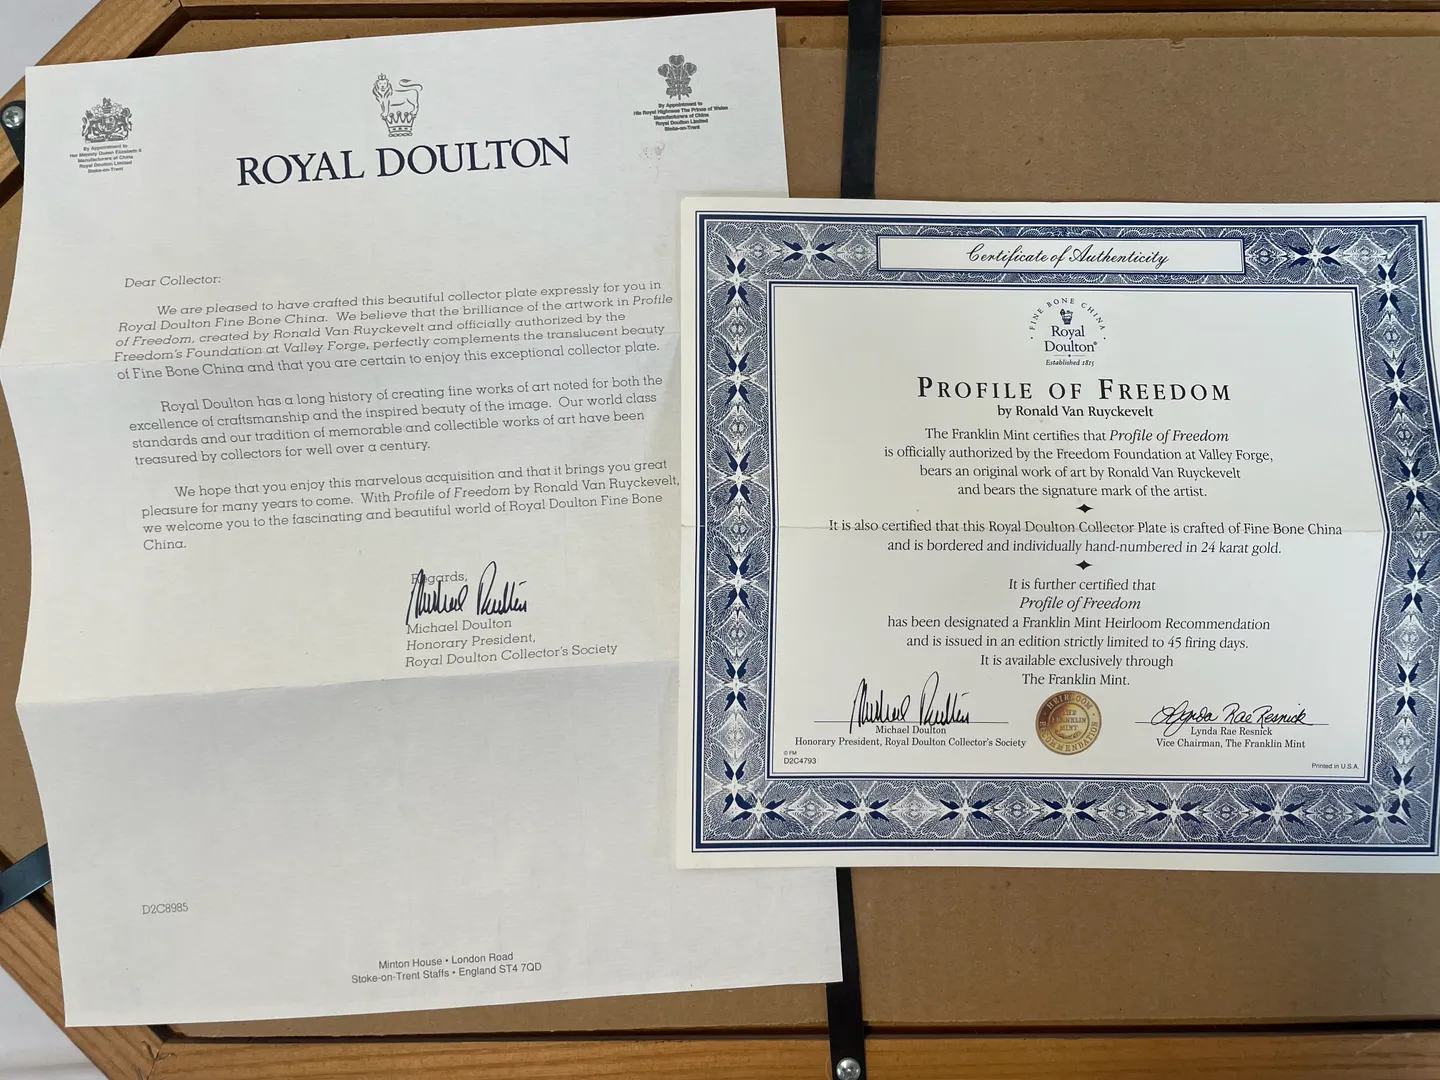 By Appointment to
Her Majesty Queen Elizabeth II
Manufacturers of China
Royal Doulton Limited
Stoke-on-Trent
By Appointment to
His Royal Highness The Prince of Wales
Manufacturers of China
Royal Doulton Limited
Stoke-on-Trent
ROYAL DOULTON
Dear Collector:
We are pleased to have crafted this beautiful collector plate expressly for you in
Royal Doulton Fine Bone China. We believe that the brilliance of the artwork in Profile
of Freedom, created by Ronald Van Ruyckevelt and officially authorized by the
Freedom's Foundation at Valley Forge, perfectly complements the translucent beauty
of Fine Bone China and that you are certain to enjoy this exceptional collector plate.
Royal Doulton has a long history of creating fine works of art noted for both the
excellence of craftsmanship and the inspired beauty of the image. Our world class
standards and our tradition of memorable and collectible works of art have been
treasured by collectors for well over a century.
We hope that you enjoy this marvelous acquisition and that it brings you great
pleasure for many years to come. With Profile of Freedom by Ronald Van Ruyckevelt,
we welcome you to the fascinating and beautiful world of Royal Doulton Fine Bone
China.
Regards,
Michael Doulton
Michael Doulton
Honorary President,
Royal Doulton Collector's Society
D2C8985
Minton House • London Road
Stoke-on-Trent Staffs • England ST4 7QD
Certificate of Authenticity
FINE BONE CHINA
Royal
Doulton®
Established 1815
PROFILE OF FREEDOM
by Ronald Van Ruyckevelt
The Franklin Mint certifies that Profile of Freedom
is officially authorized by the Freedom Foundation at Valley Forge,
bears an original work of art by Ronald Van Ruyckevelt
and bears the signature mark of the artist.
It is also certified that this Royal Doulton Collector Plate is crafted of Fine Bone China
and is bordered and individually hand-numbered in 24 karat gold.
It is further certified that
Profile of Freedom
has been designated a Franklin Mint Heirloom Recommendation
and is issued in an edition strictly limited to 45 firing days.
It is available exclusively through
The Franklin Mint.
Michael Doulton
Michael Doulton
Honorary President, Royal Doulton Collector's Society
HEIRLOOM
THE
FRANKLIN
MINT
RECOMMENDATION
Lynda Rae Resnick
Lynda Rae Resnick
Vice Chairman, The Franklin Mint
© FM
D2C4793
Printed in U.S.A.